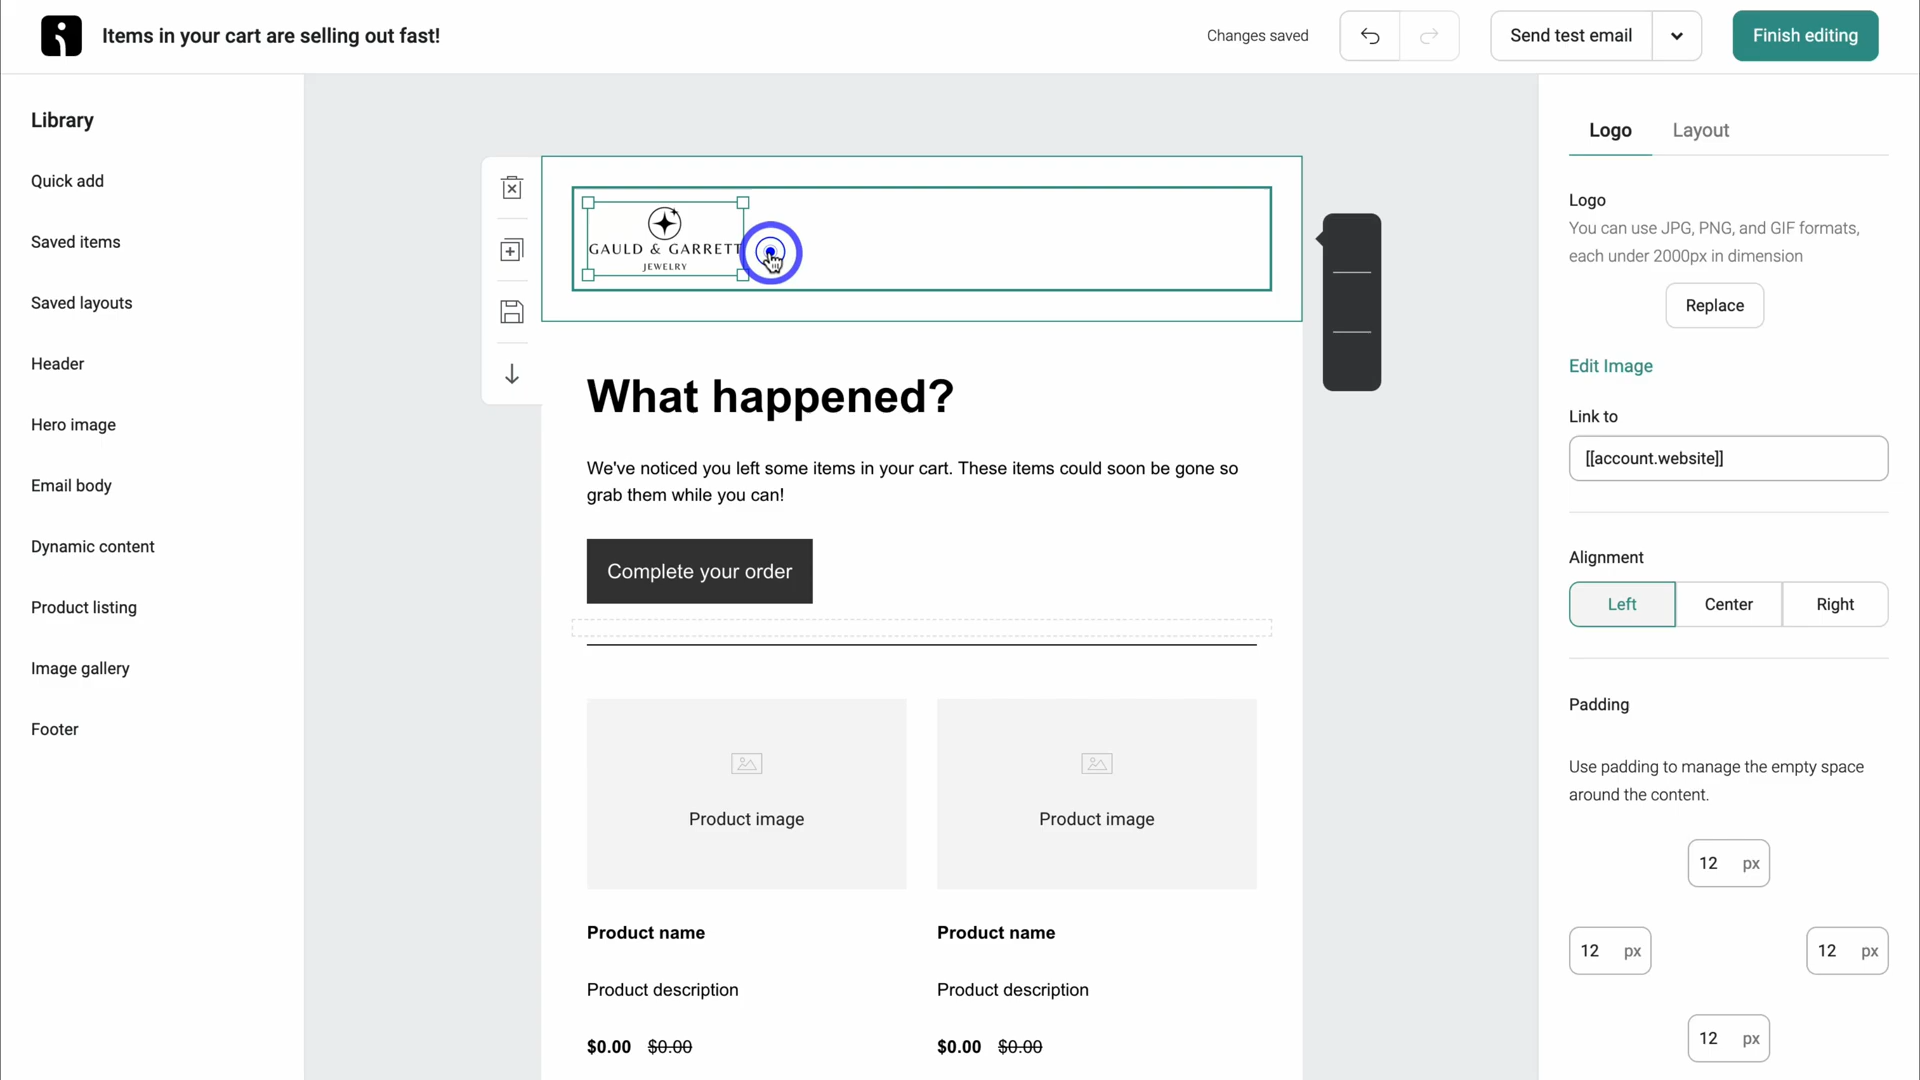 Items in your cart are selling out fast!
Changes saved
Send test email
Finish editing
Library
Quick add
Saved items
Saved layouts
Header
Hero image
Email body
Dynamic content
Product listing
Image gallery
Footer
GAULD & GARRETT
JEWELRY
What happened?
We've noticed you left some items in your cart. These items could soon be gone so
grab them while you can!
Complete your order
Product image
Product image
Product name
Product name
Product description
Product description
$0.00 $0.00
$0.00 $0.00
Logo
Layout
Logo
You can use JPG, PNG, and GIF formats,
each under 2000px in dimension
Replace
Edit Image
Link to
[[account.website]]
Alignment
Left
Center
Right
Padding
Use padding to manage the empty space
around the content.
12 px
12 px
12 px
12 px